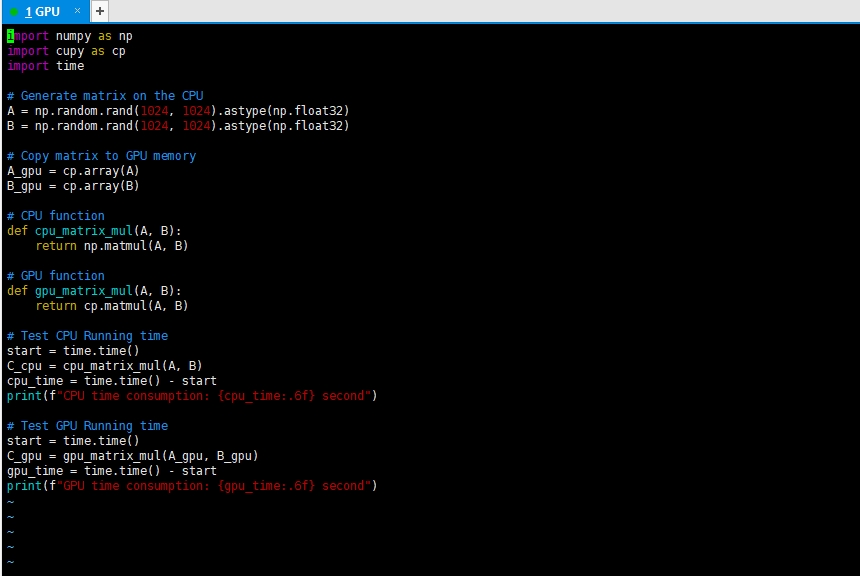 1 GPU × +
import numpy as np
import cupy as cp
import time
# Generate matrix on the CPU
A = np.random.rand(1024, 1024).astype(np.float32)
B = np.random.rand(1024, 1024).astype(np.float32)
# Copy matrix to GPU memory
A_gpu = cp.array(A)
B_gpu = cp.array(B)
# CPU function
def cpu_matrix_mul(A, B):
    return np.matmul(A, B)
# GPU function
def gpu_matrix_mul(A, B):
    return cp.matmul(A, B)
# Test CPU Running time
start = time.time()
C_cpu = cpu_matrix_mul(A, B)
cpu_time = time.time() - start
print(f"CPU time consumption: {cpu_time:.6f} second")
# Test GPU Running time
start = time.time()
C_gpu = gpu_matrix_mul(A_gpu, B_gpu)
gpu_time = time.time() - start
print(f"GPU time consumption: {gpu_time:.6f} second")
~
~
~
~
~